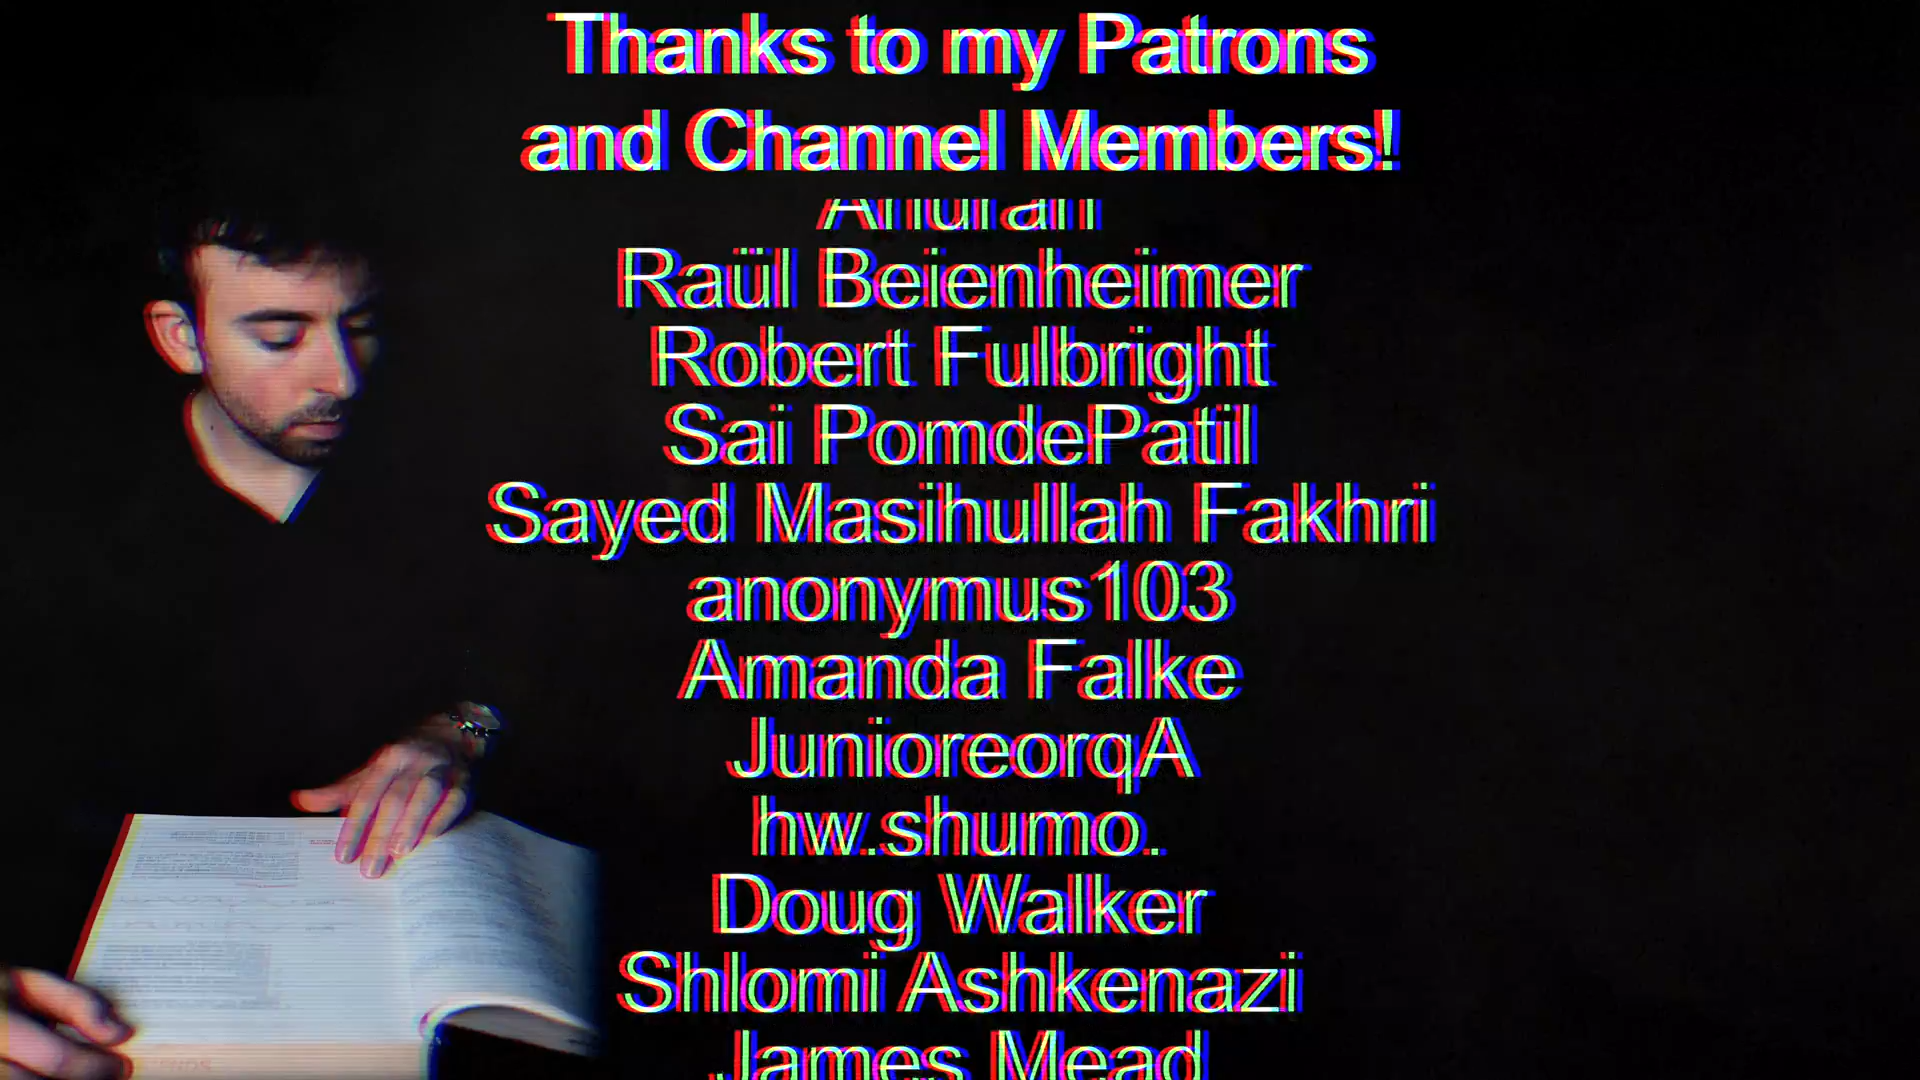 Thanks to my Patrons
and Channel Members!
Raül Beienheimer
Robert Fulbright
Sai PomdePatil
Sayed Masihullah Fakhri
anonymus103
Amanda Falke
JunioreorqA
hw.shumo..
Doug Walker
Shlomi Ashkenazi
James Mead